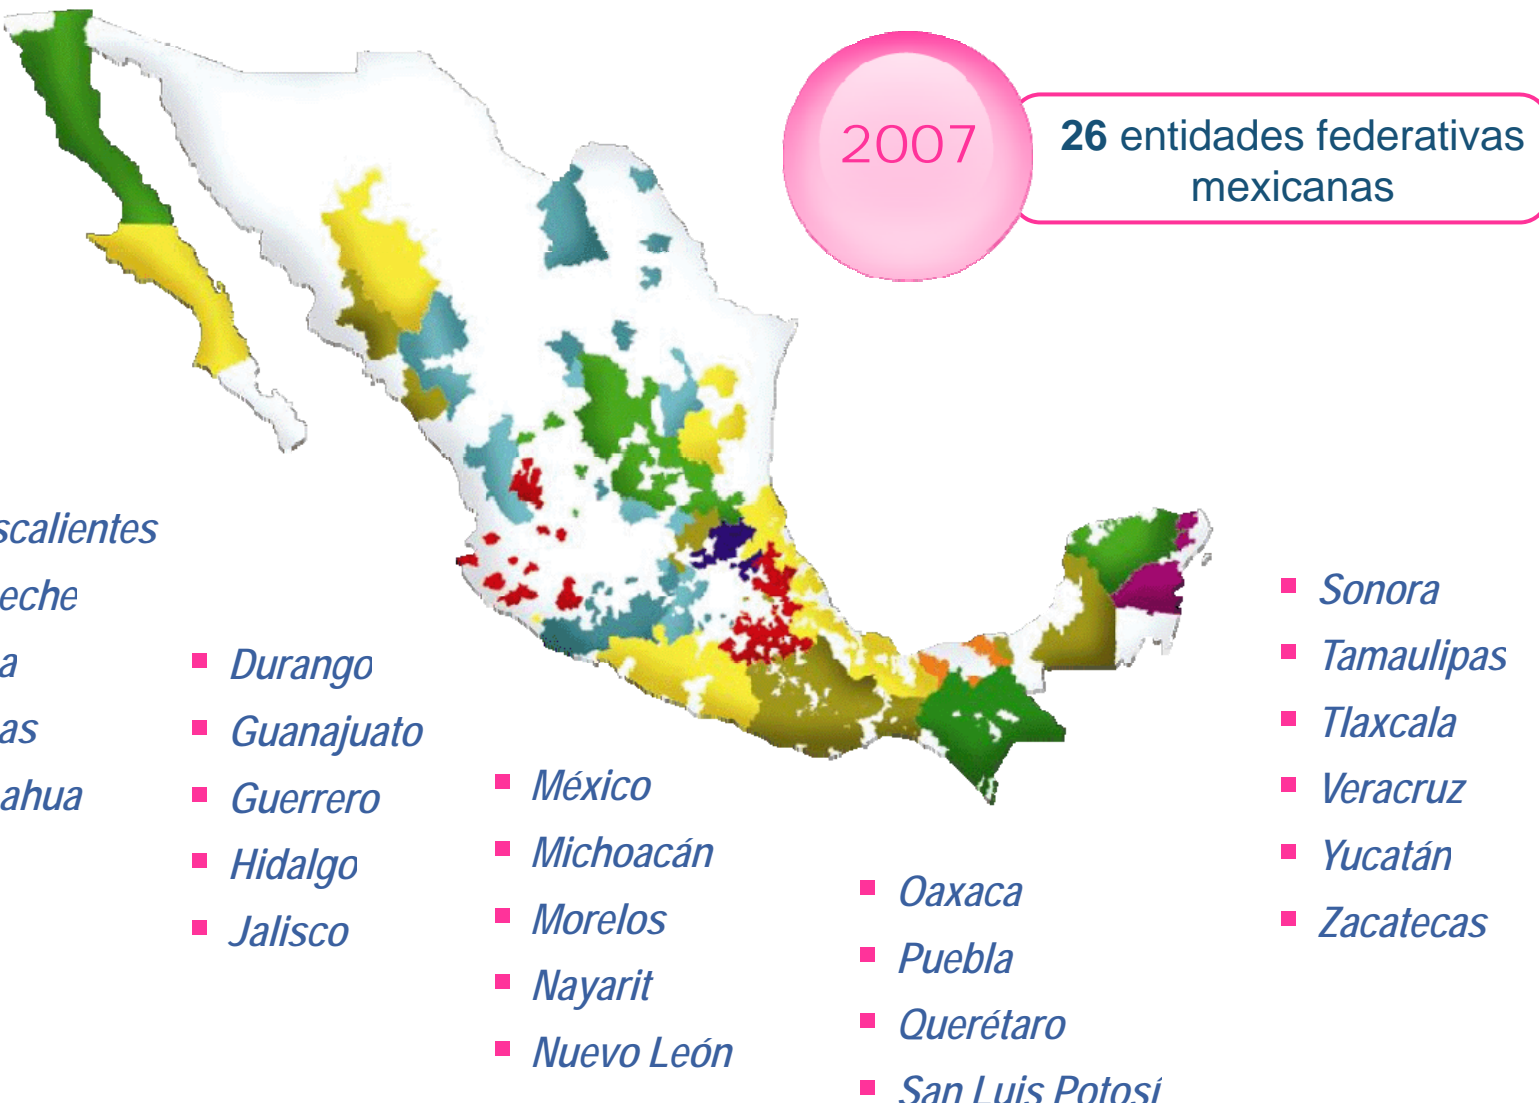 2007
26 entidades federativas
mexicanas
scalientes
eche
a
as
ahua
Durango
Guanajuato
Guerrero
Hidalgo
Jalisco
México
Michoacán
Morelos
Nayarit
Nuevo León
Oaxaca
Puebla
Querétaro
San Luis Potosí
Sonora
Tamaulipas
Tlaxcala
Veracruz
Yucatán
Zacatecas